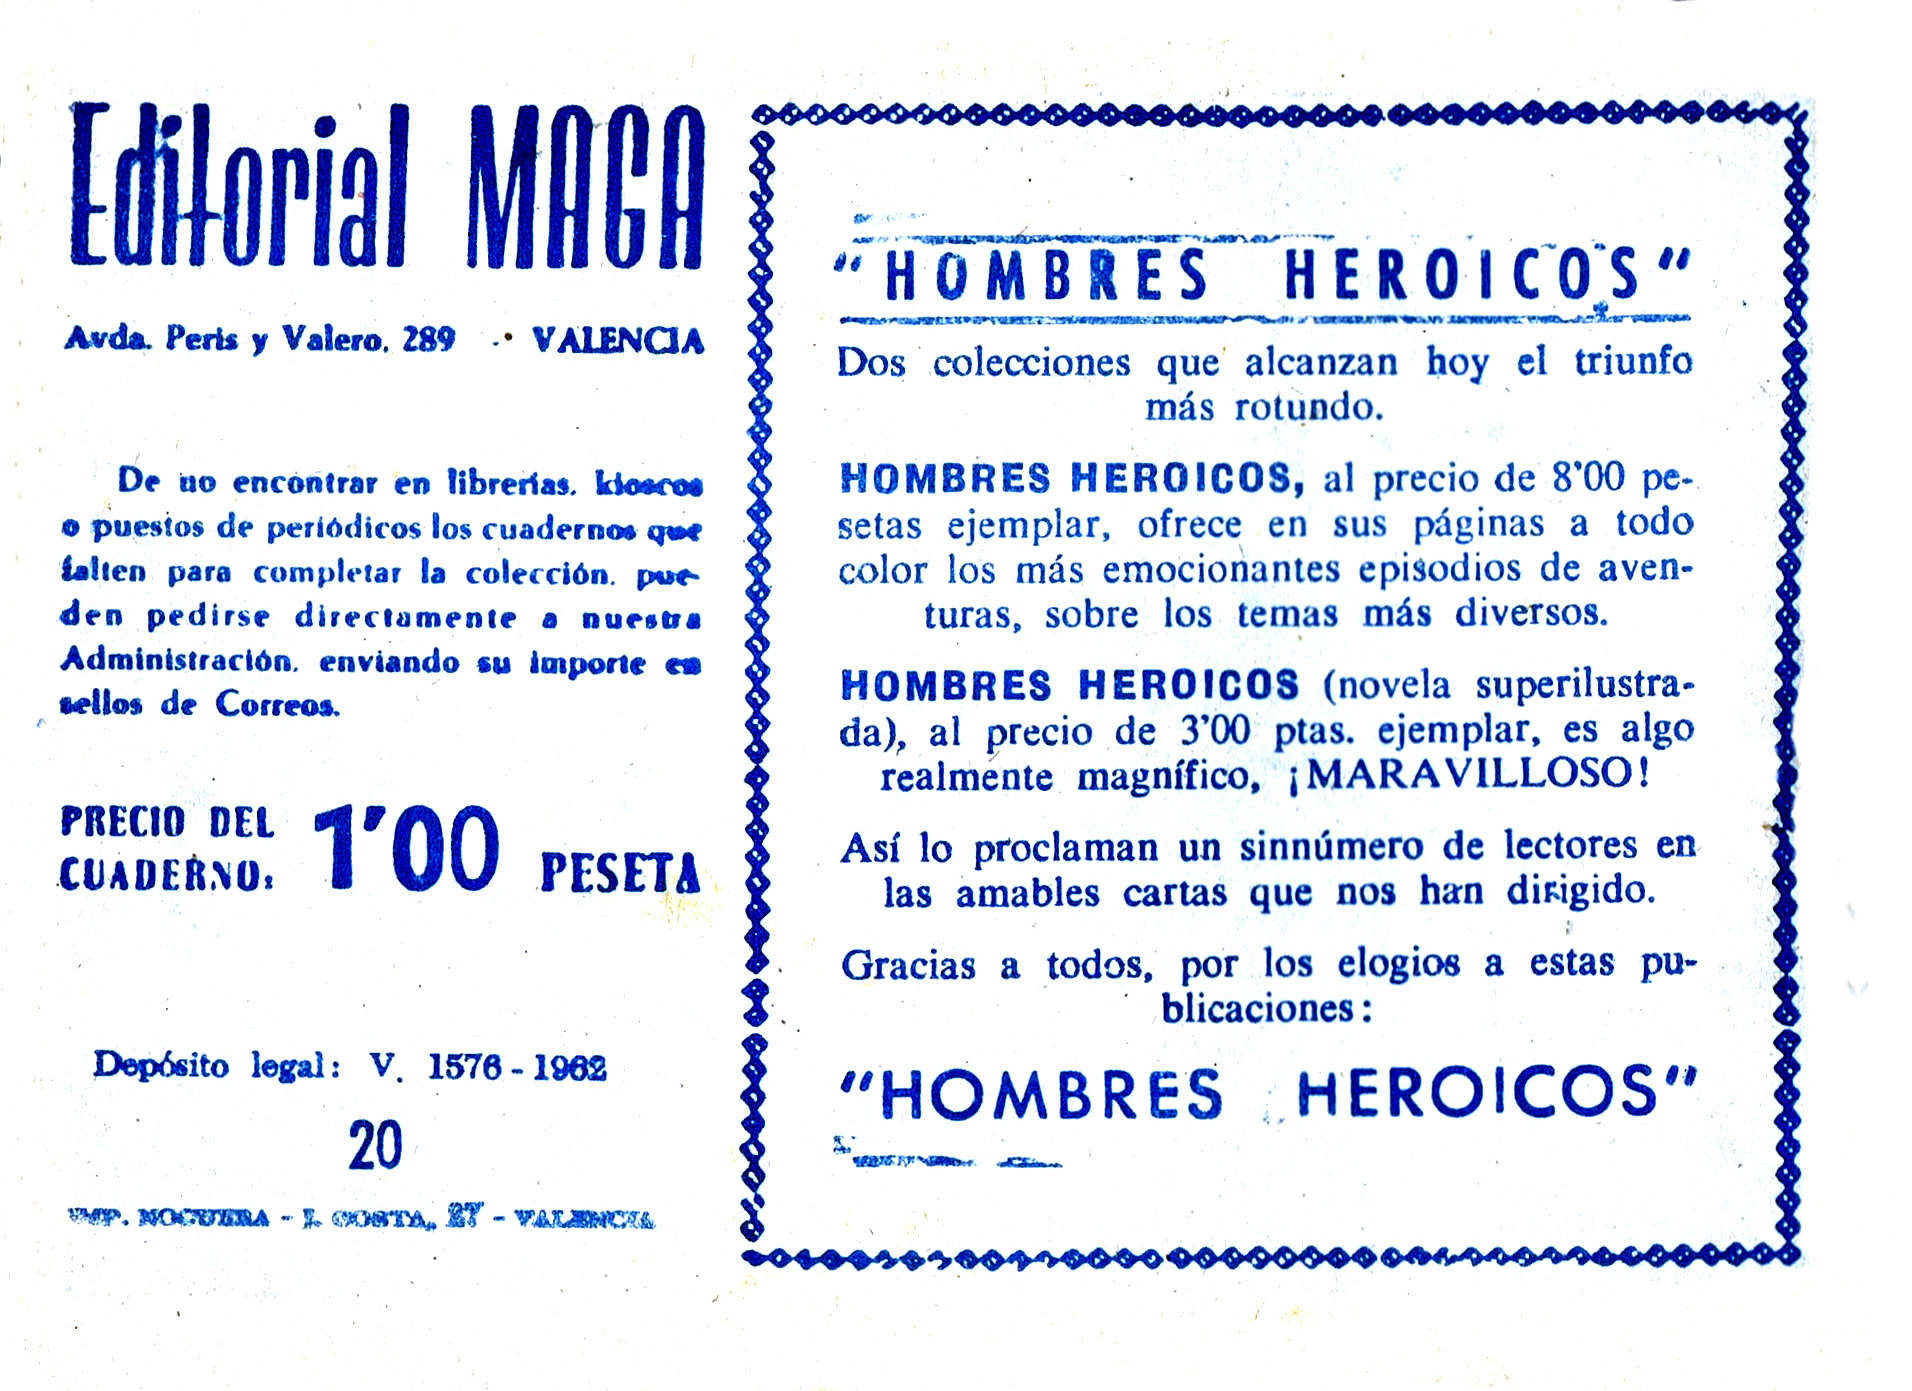 Editorial MAGA
Avda. Peris y Valero, 289 - VALENCIA
De no encontrar en librerías, kioscos
o puestos de periódicos los cuadernos que
falten para completar la colección, pue-
den pedirse directamente a nuestra
Administración, enviando su importe en
sellos de Correos.
PRECIO DEL
CUADERNO: 1'00 PESETA
Depósito legal: V. 1576 - 1962
20
IMP. NOGUERA - J. COSTA, 27 - VALENCIA
"HOMBRES HEROICOS"
Dos colecciones que alcanzan hoy el triunfo
más rotundo.
HOMBRES HEROICOS, al precio de 8'00 pe-
setas ejemplar, ofrece en sus páginas a todo
color los más emocionantes episodios de aven-
turas, sobre los temas más diversos.
HOMBRES HEROICOS (novela superilustra-
da), al precio de 3'00 ptas. ejemplar, es algo
realmente magnífico, ¡MARAVILLOSO!
Así lo proclaman un sinnúmero de lectores en
las amables cartas que nos han dirigido.
Gracias a todos, por los elogios a estas pu-
blicaciones:
"HOMBRES HEROICOS"